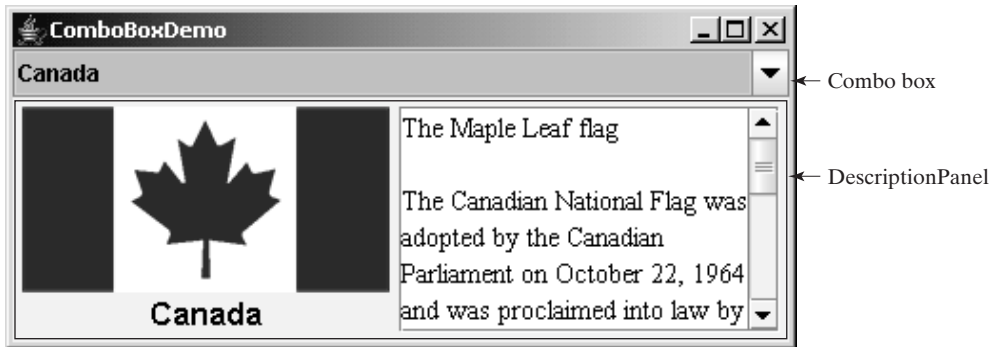 ComboBoxDemo
Canada
Combo box
The Maple Leaf flag
DescriptionPanel
The Canadian National Flag was
adopted by the Canadian
Parliament on October 22, 1964
and was proclaimed into law by
Canada